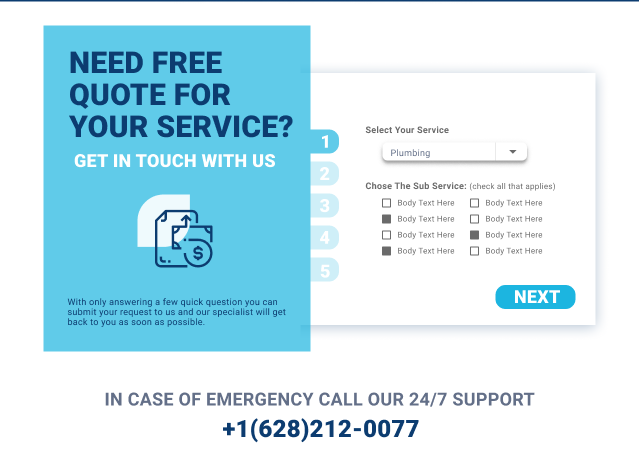 NEED FREE
QUOTE FOR
YOUR SERVICE?
GET IN TOUCH WITH US
$
With only answering a few quick question you can
submit your request to us and our specialist will get
back to you as soon as possible.
1
2
3
4
5
Select Your Service
Plumbing
Chose The Sub Service: (check all that applies)
Body Text Here Body Text Here
Body Text Here Body Text Here
Body Text Here Body Text Here
Body Text Here Body Text Here
NEXT
IN CASE OF EMERGENCY CALL OUR 24/7 SUPPORT
+1(628)212-0077